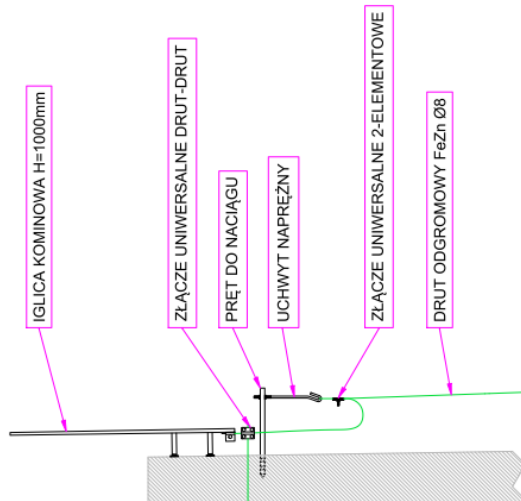 IGLICA KOMINOWA H=1000mm
ZŁĄCZE UNIWERSALNE DRUT-DRUT
PRĘT DO NACIĄGU
UCHWYT NAPRĘŻNY
ZŁĄCZE UNIWERSALNE 2-ELEMENTOWE
DRUT ODGROMOWY FeZn Ø8